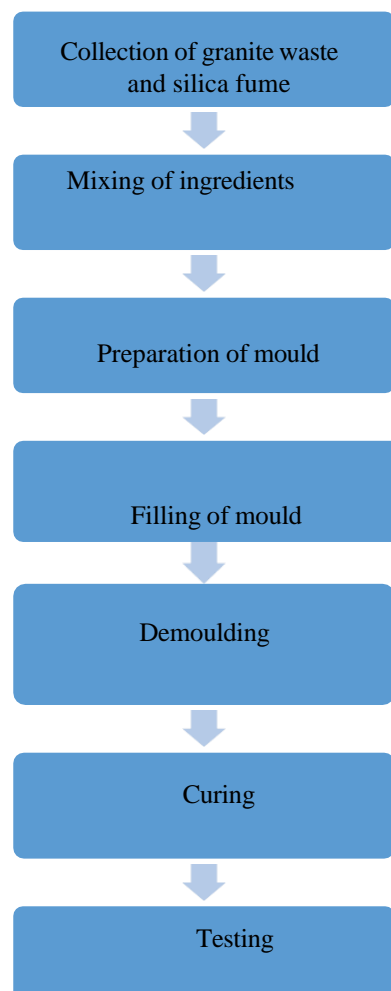 Collection of granite waste
and silica fume
Mixing of ingredients
Preparation of mould
Filling of mould
Demoulding
Curing
Testing